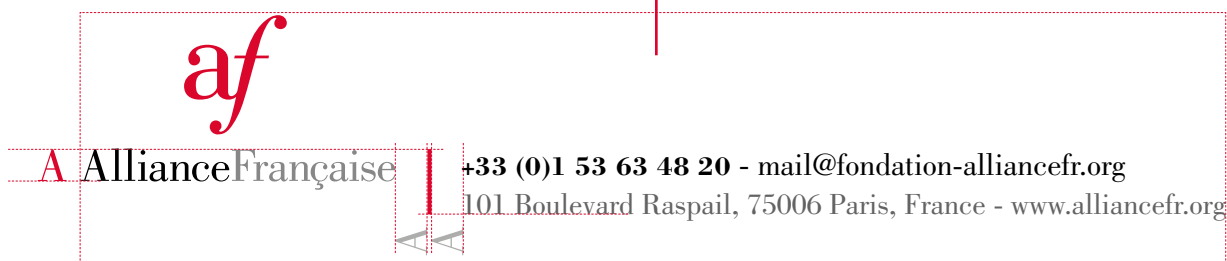 af
A AllianceFrançaise
+33 (0)1 53 63 48 20 - mail@fondation-alliancefr.org
101 Boulevard Raspail, 75006 Paris, France - www.alliancefr.org
A A